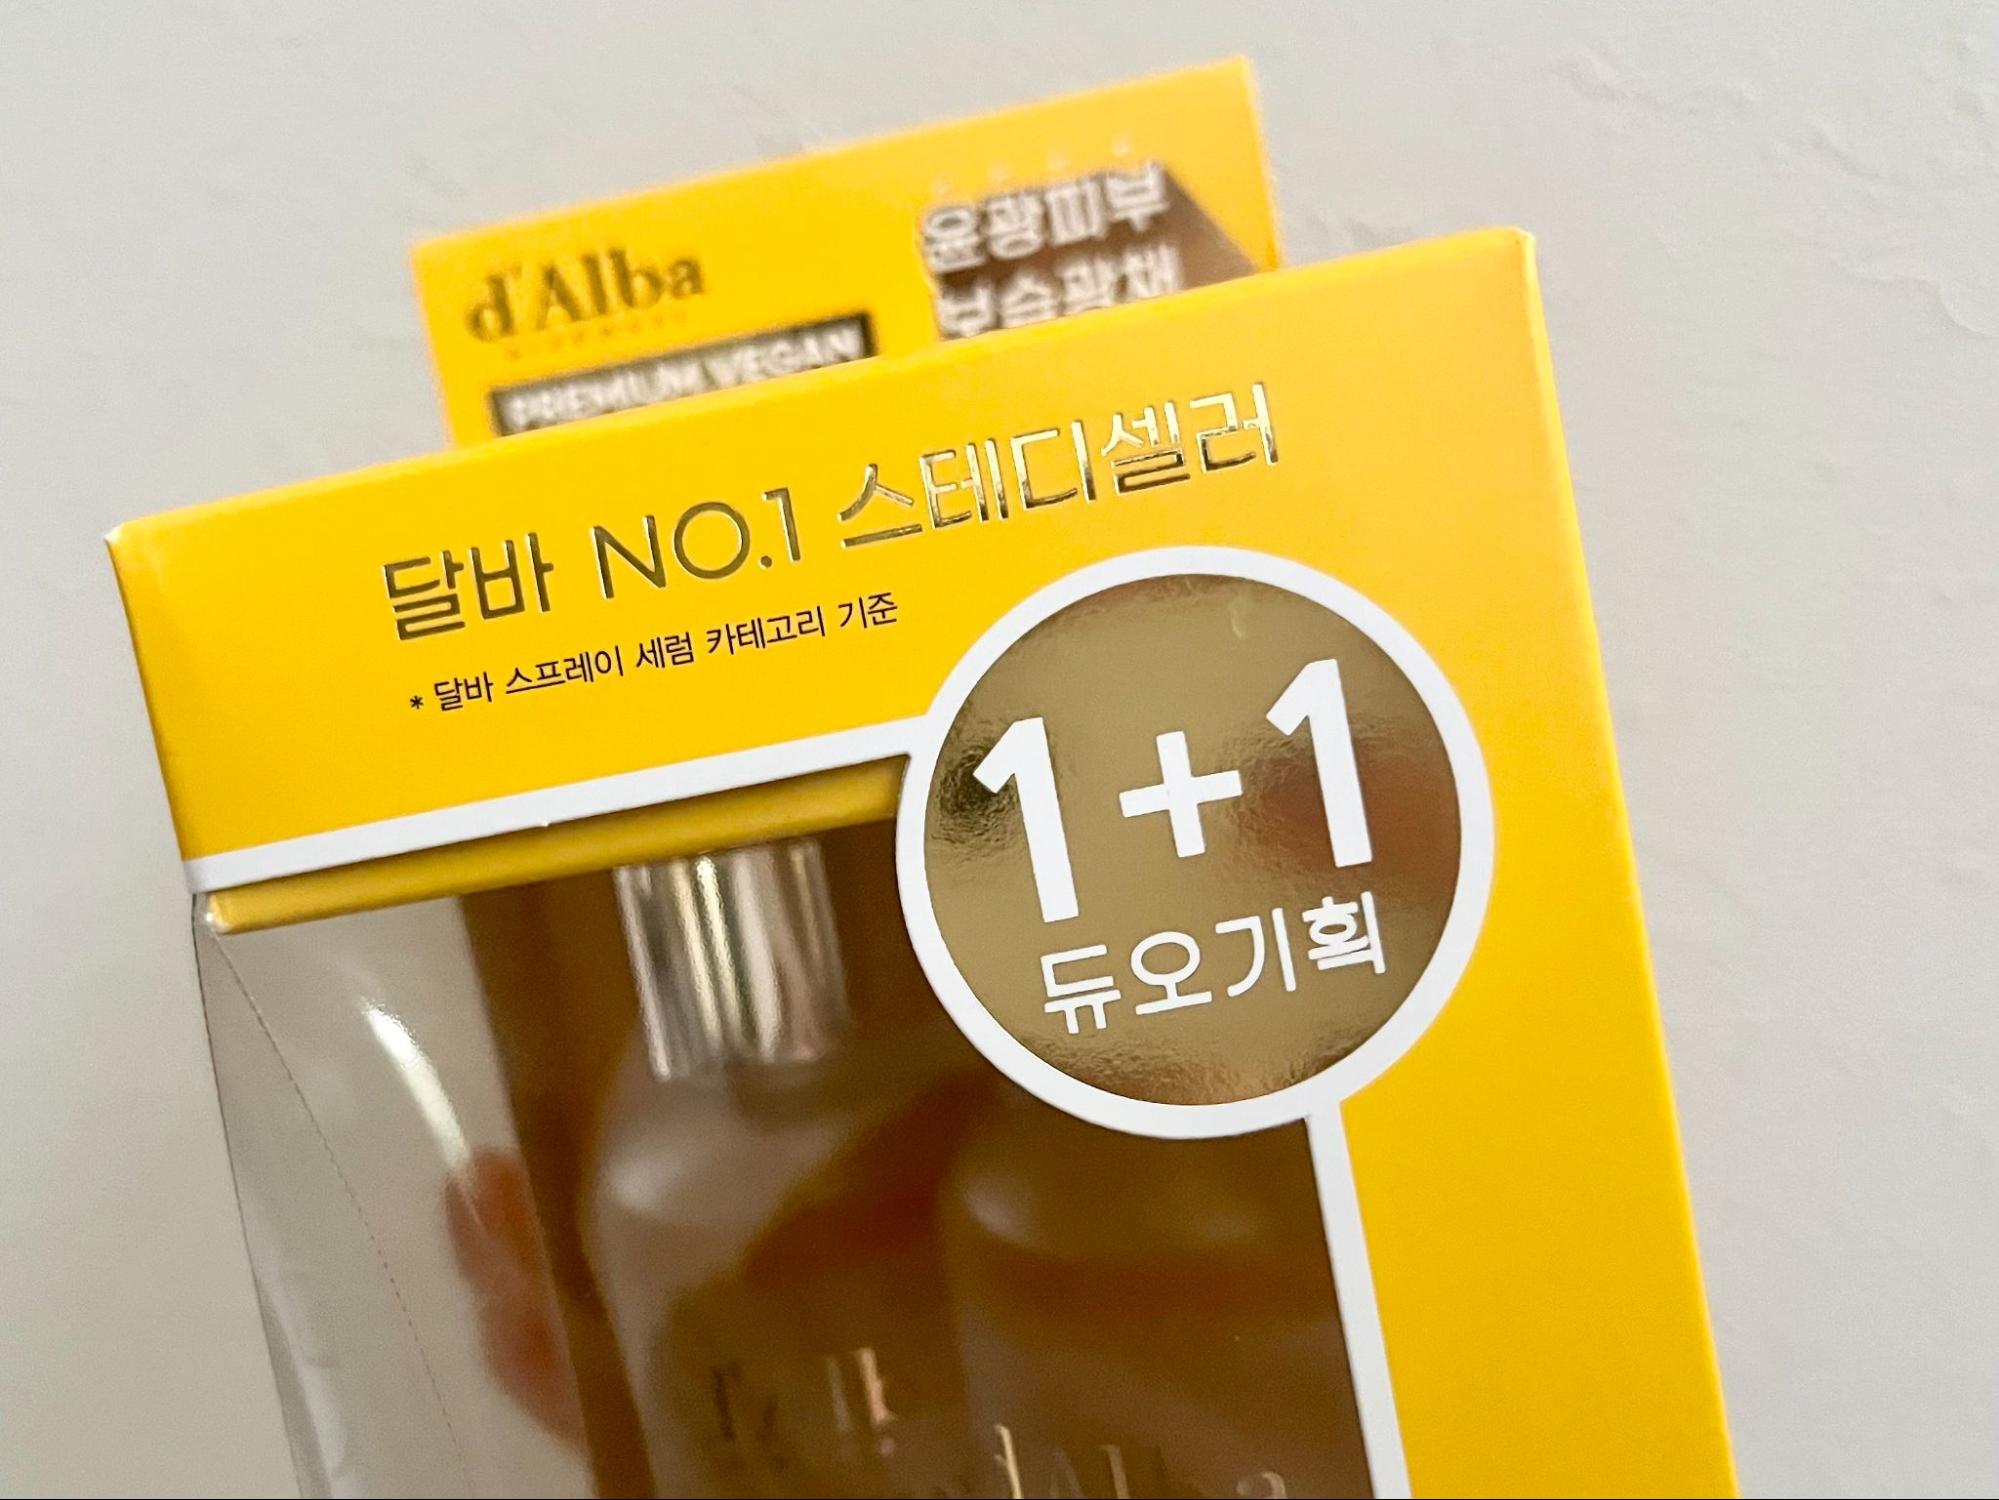 d'Alba
PREMIUM VEGAN
윤광피부
보습광채
달바 NO.1 스테디셀러
* 달바 스프레이 세럼 카테고리 기준
1+1
듀오기획